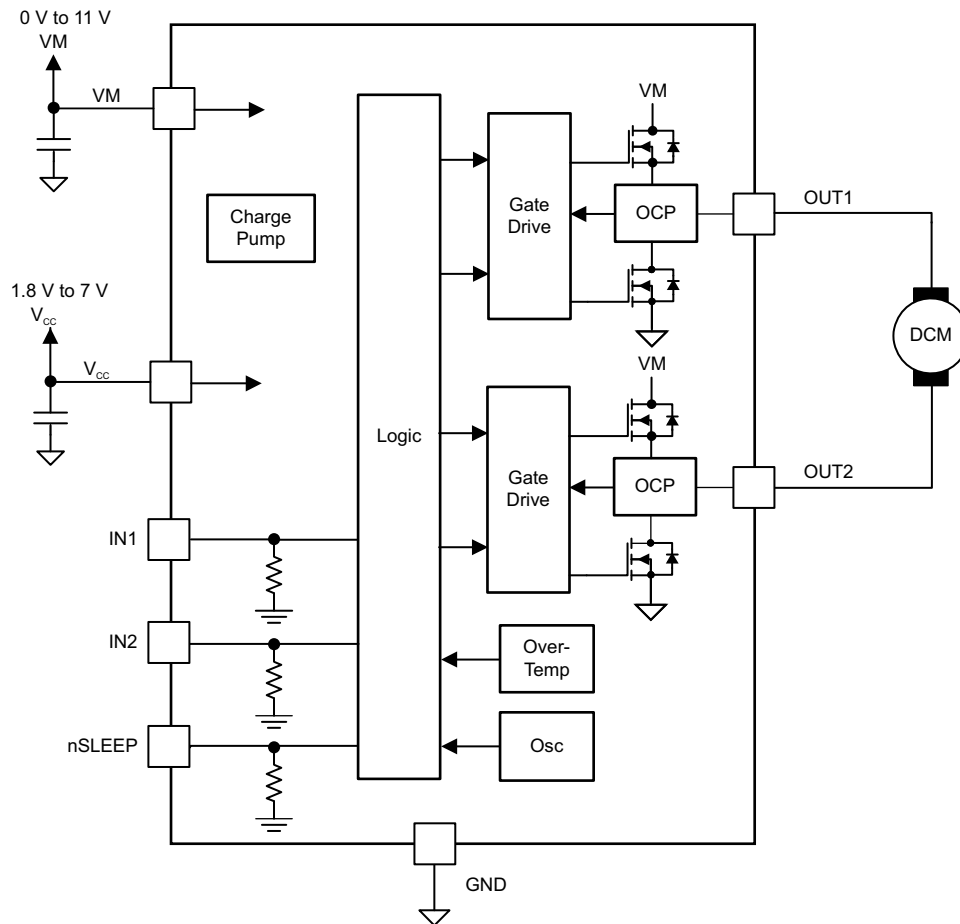 0 V to 11 V
VM
VM
Charge
Pump
1.8 V to 7 V
VCC
VCC
IN1
IN2
nSLEEP
Logic
Gate
Drive
VM
OCP
OUT1
DCM
VM
Gate
Drive
OCP
OUT2
Over-
Temp
Osc
GND